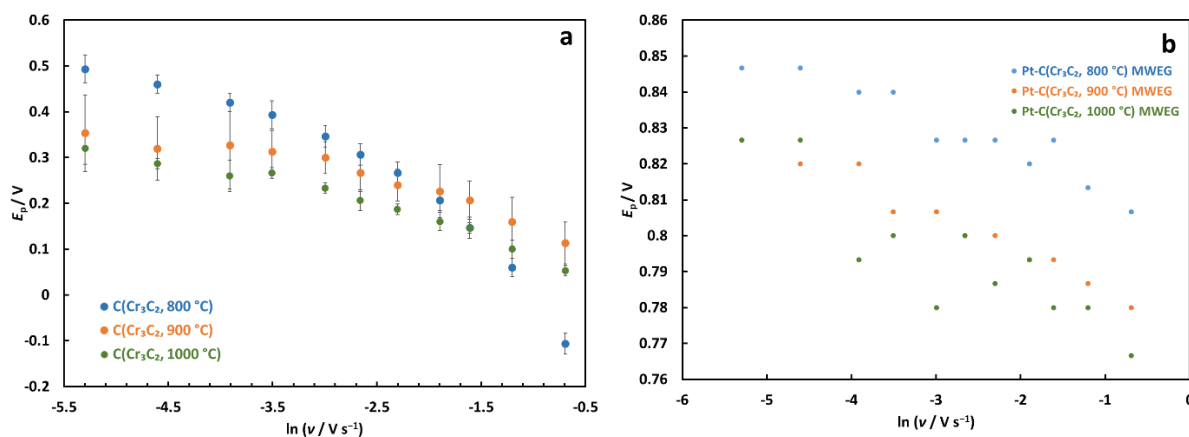 a
0.6
0.5
0.4
0.3
0.2
0.1
0
-0.1
-0.2
Eₚ / V
C(Cr₃C₂, 800 °C)
C(Cr₃C₂, 900 °C)
C(Cr₃C₂, 1000 °C)
-5.5 -4.5 -3.5 -2.5 -1.5 -0.5
ln (v / V s⁻¹)
b
0.86
0.85
0.84
0.83
0.82
0.81
0.8
0.79
0.78
0.77
0.76
Eₚ / V
Pt-C(Cr₃C₂, 800 °C) MWEG
Pt-C(Cr₃C₂, 900 °C) MWEG
Pt-C(Cr₃C₂, 1000 °C) MWEG
-6 -5 -4 -3 -2 -1 0
ln (v / V s⁻¹)